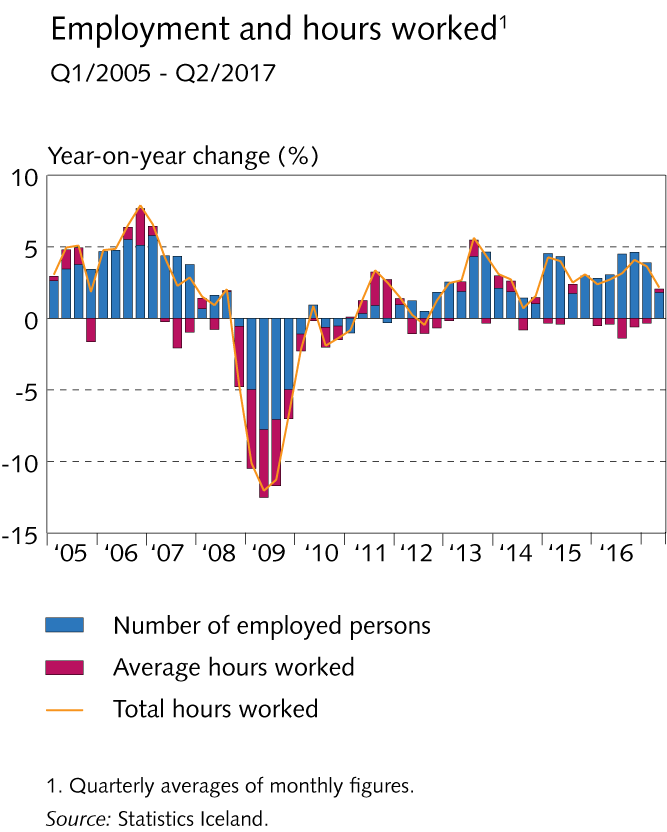 Employment and hours worked¹
Q1/2005 - Q2/2017
Year-on-year change (%)
10
5
0
-5
-10
-15
‘05 ‘06 ‘07 ‘08 ‘09 ‘10 ‘11 ‘12 ‘13 ‘14 ‘15 ‘16
Number of employed persons
Average hours worked
Total hours worked
1. Quarterly averages of monthly figures.
Source: Statistics Iceland.